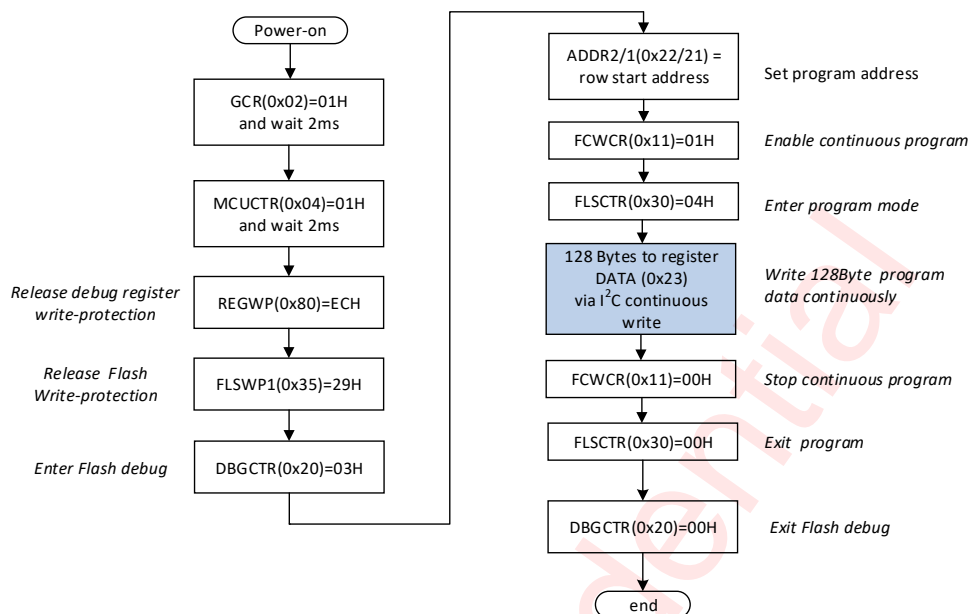 Power-on
GCR(0x02)=01H
and wait 2ms
MCUCTR(0x04)=01H
and wait 2ms
Release debug register
write-protection
REGWP(0x80)=ECH
Release Flash
Write-protection
FLSWP1(0x35)=29H
Enter Flash debug
DBGCTR(0x20)=03H
ADDR2/1(0x22/21) =
row start address
Set program address
FCWCR(0x11)=01H
Enable continuous program
FLSCTR(0x30)=04H
Enter program mode
128 Bytes to register
DATA (0x23)
via I²C continuous
write
Write 128Byte program
data continuously
FCWCR(0x11)=00H
Stop continuous program
FLSCTR(0x30)=00H
Exit program
DBGCTR(0x20)=00H
Exit Flash debug
end
dential